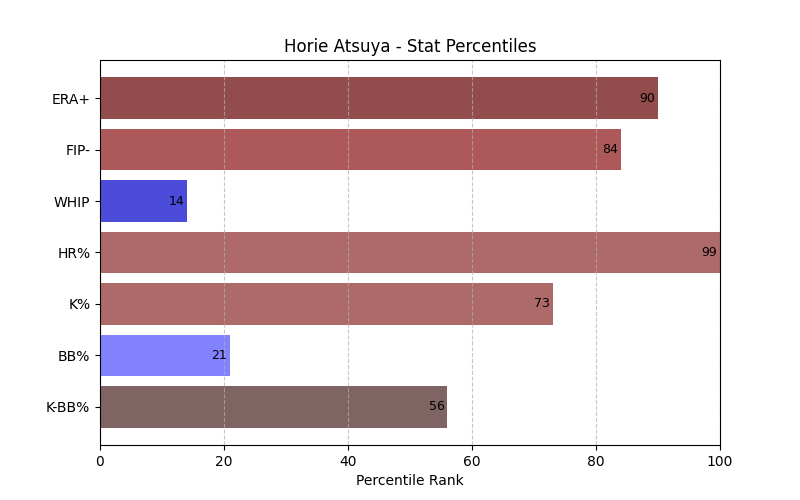 Horie Atsuya - Stat Percentiles
ERA+ 90
FIP- 84
WHIP 14
HR% 99
K% 73
BB% 21
K-BB% 56
0 20 40 60 80 100
Percentile Rank